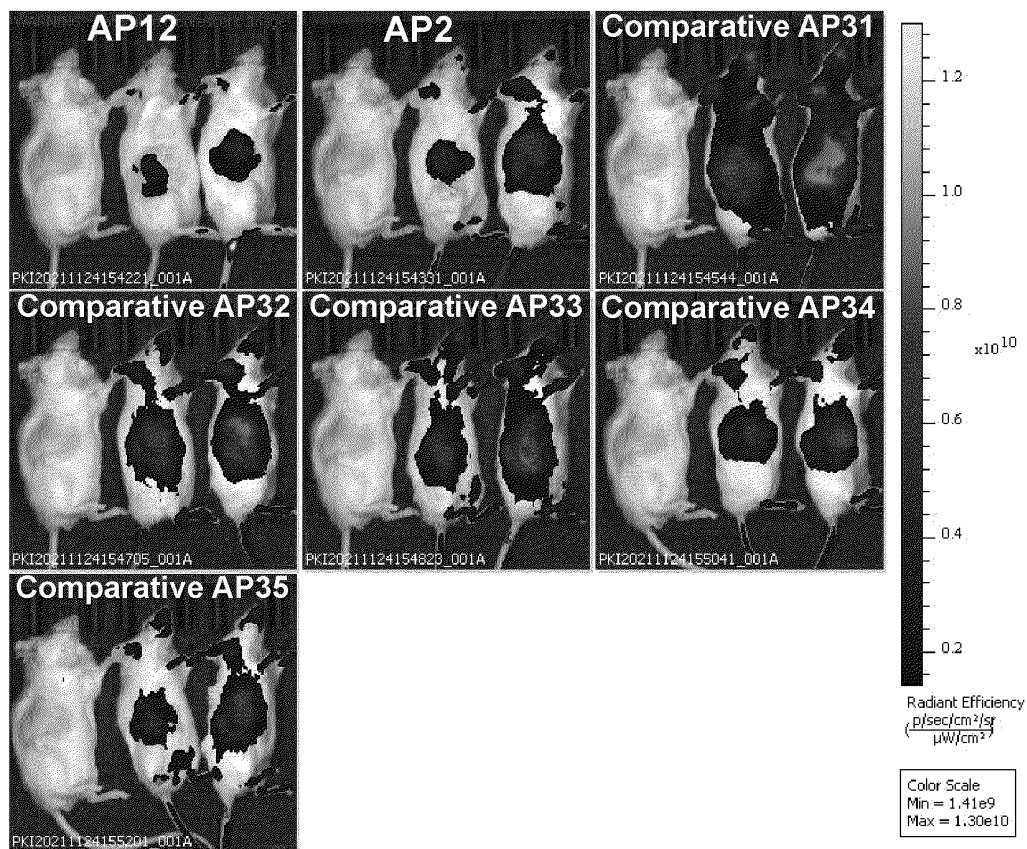 AP12
AP2
Comparative AP31
PKI20211124154221_001A
PKI20211124154331_001A
PKI20211124154544_001A
Comparative AP32
Comparative AP33
Comparative AP34
PKI20211124154705_001A
PKI20211124154823_001A
PKI20211124155041_001A
Comparative AP35
PKI20211124155201_001A
1.2
1.0
0.8
x10 10
0.6
0.4
0.2
Radiant Efficiency
(p/sec/cm²/sr
µW/cm²)
Color Scale
Min = 1.41e9
Max = 1.30e10